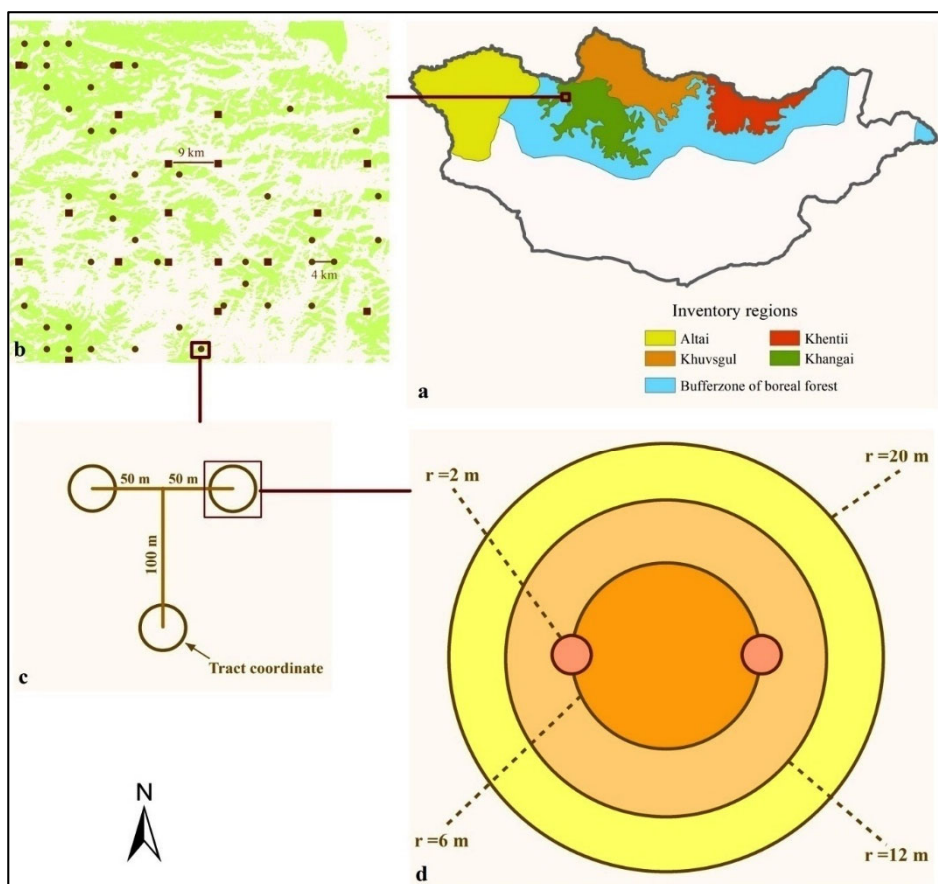 9 km
4 km
b
Inventory regions
Altai
Khentii
Khuvsgul
Khangai
Bufferzone of boreal forest
a
50 m
50 m
100 m
Tract coordinate
c
N
r =2 m
r =20 m
r =6 m
r =12 m
d